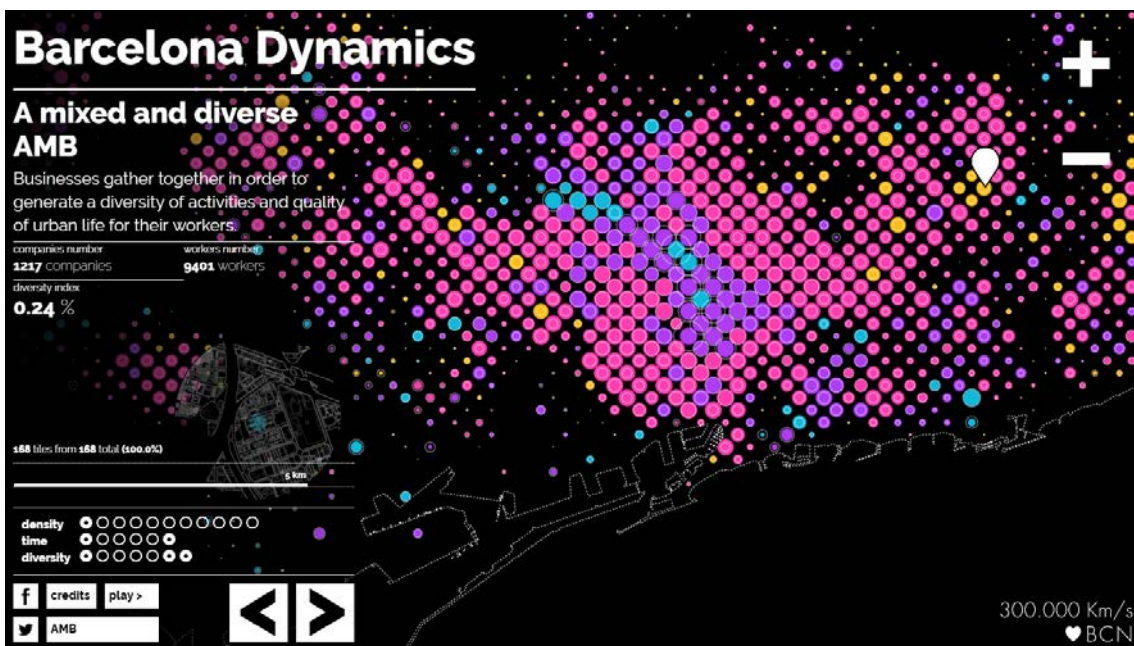 Barcelona Dynamics
A mixed and diverse
AMB
Businesses gather together in order to
generate a diversity of activities and quality
of urban life for their workers.
companies number workers number
1217 companies 9401 workers
diversity index
0.24 %
168 tiles from 168 total (100.0%)
5 km
density
time
diversity
f credits play >
AMB
< >
+
−
300.000 Km/s
♥BCN